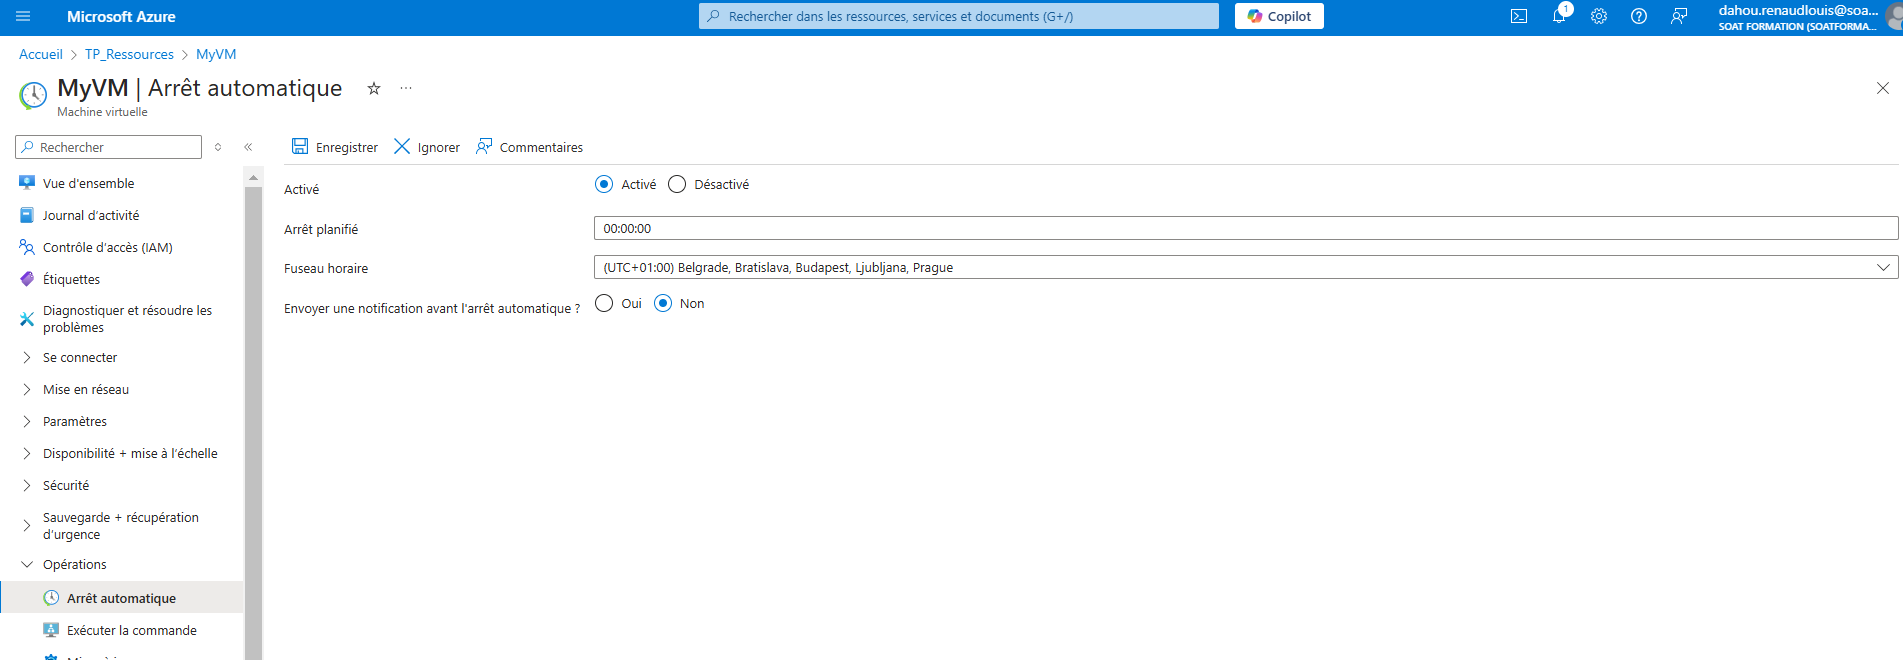 Microsoft Azure
Rechercher dans les ressources, services et documents (G+/)
Copilot
1
dahou.renaudlouis@soa...
SOAT FORMATION (SOATFORMA...
Accueil > TP_Ressources > MyVM
MyVM | Arrêt automatique
Machine virtuelle
Rechercher
Enregistrer
Ignorer
Commentaires
Vue d'ensemble
Journal d'activité
Contrôle d'accès (IAM)
Étiquettes
Diagnostiquer et résoudre les
problèmes
Se connecter
Mise en réseau
Paramètres
Disponibilité + mise à l'échelle
Sécurité
Sauvegarde + récupération
d'urgence
Opérations
Arrêt automatique
Exécuter la commande
Activé
Activé Désactivé
Arrêt planifié
00:00:00
Fuseau horaire
(UTC+01:00) Belgrade, Bratislava, Budapest, Ljubljana, Prague
Envoyer une notification avant l'arrêt automatique ?
Oui Non